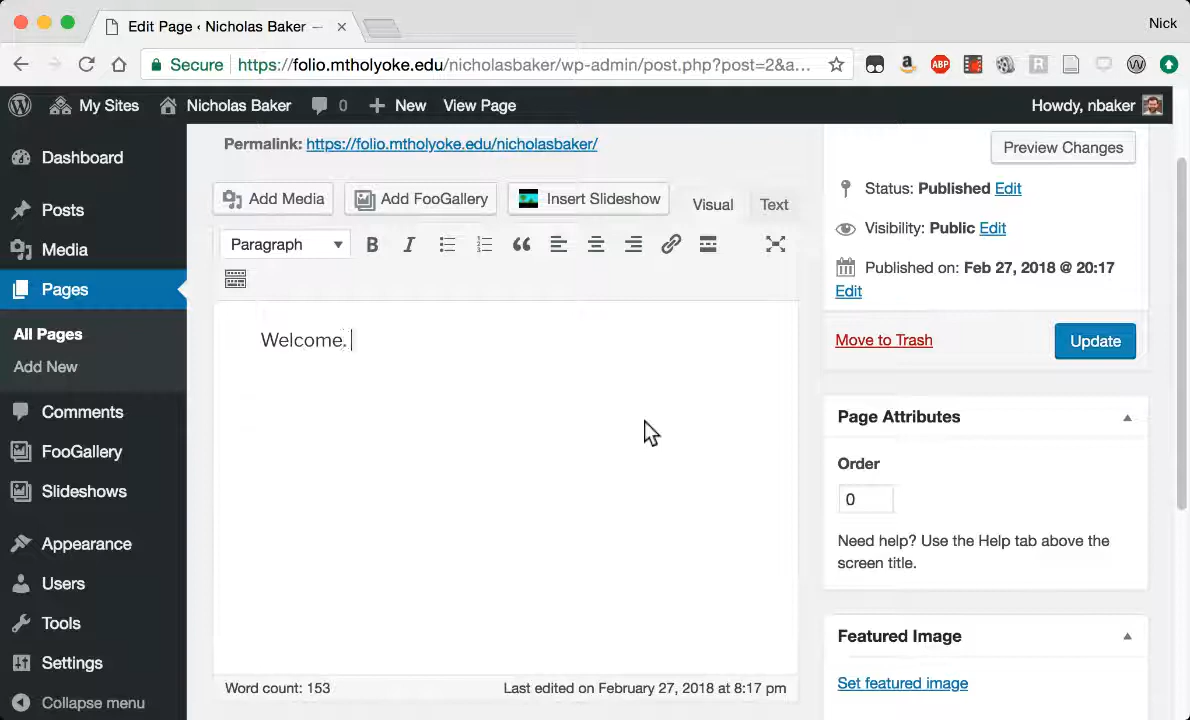 Edit Page ‹ Nicholas Baker —
Nick
Secure https://folio.mtholyoke.edu/nicholasbaker/wp-admin/post.php?post=2&a...
ABP
My Sites Nicholas Baker 0 New View Page Howdy, nbaker
Dashboard
Posts
Media
Pages
All Pages
Add New
Comments
FooGallery
Slideshows
Appearance
Users
Tools
Settings
Collapse menu
Permalink: https://folio.mtholyoke.edu/nicholasbaker/
Add Media Add FooGallery Insert Slideshow Visual Text
Paragraph B I
Welcome.
Word count: 153 Last edited on February 27, 2018 at 8:17 pm
Preview Changes
Status: Published Edit
Visibility: Public Edit
Published on: Feb 27, 2018 @ 20:17
Edit
Move to Trash Update
Page Attributes
Order
0
Need help? Use the Help tab above the
screen title.
Featured Image
Set featured image